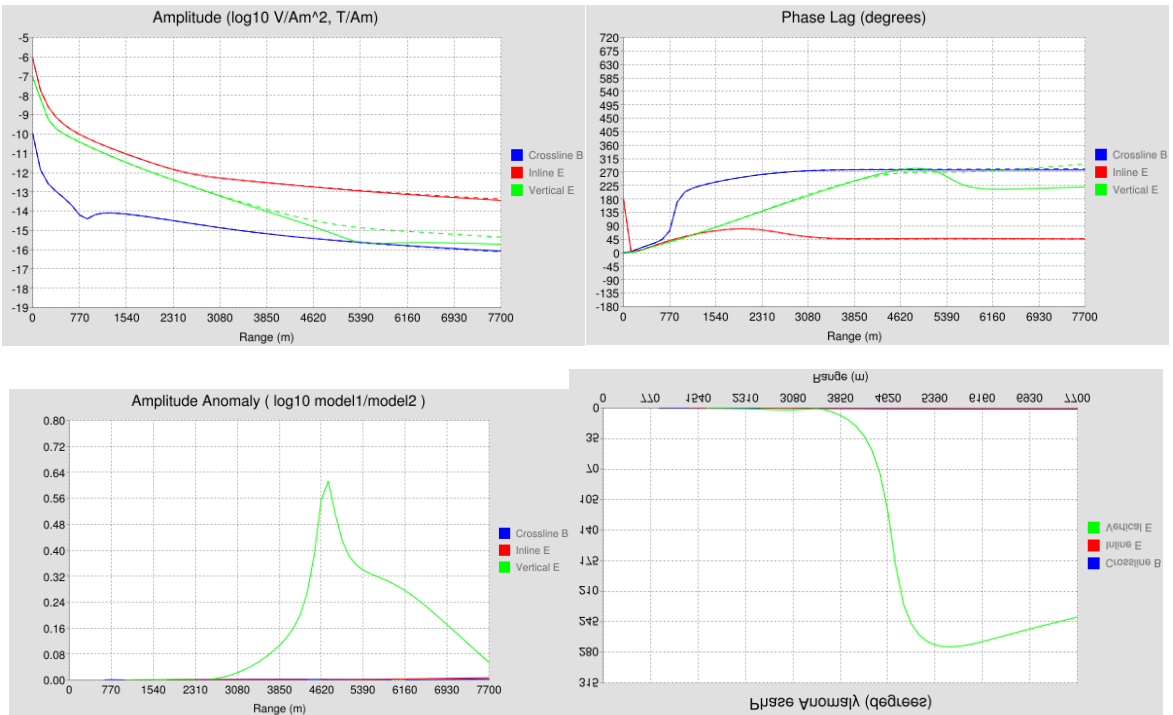 Amplitude (log10 V/Am^2, T/Am)
-5
-6
-7
-8
-9
-10
-11
-12
-13
-14
-15
-16
-17
-18
-19
0 770 1540 2310 3080 3850 4620 5390 6160 6930 7700
Range (m)
Crossline B
Inline E
Vertical E
Phase Lag (degrees)
720
675
630
585
540
495
450
405
360
315
270
225
180
135
90
45
0
-45
-90
-135
-180
0 770 1540 2310 3080 3850 4620 5390 6160 6930 7700
Range (m)
Crossline B
Inline E
Vertical E
Amplitude Anomaly ( log10 model1/model2 )
0.80
0.72
0.64
0.56
0.48
0.40
0.32
0.24
0.16
0.08
0.00
0 770 1540 2310 3080 3850 4620 5390 6160 6930 7700
Range (m)
Crossline B
Inline E
Vertical E
Range (m)
0 770 1540 2310 3080 3850 4620 5390 6160 6930 7700
0
35
70
105
140
175
210
245
280
315
Vertical E
Inline E
Crossline B
Phase Anomaly (degrees)